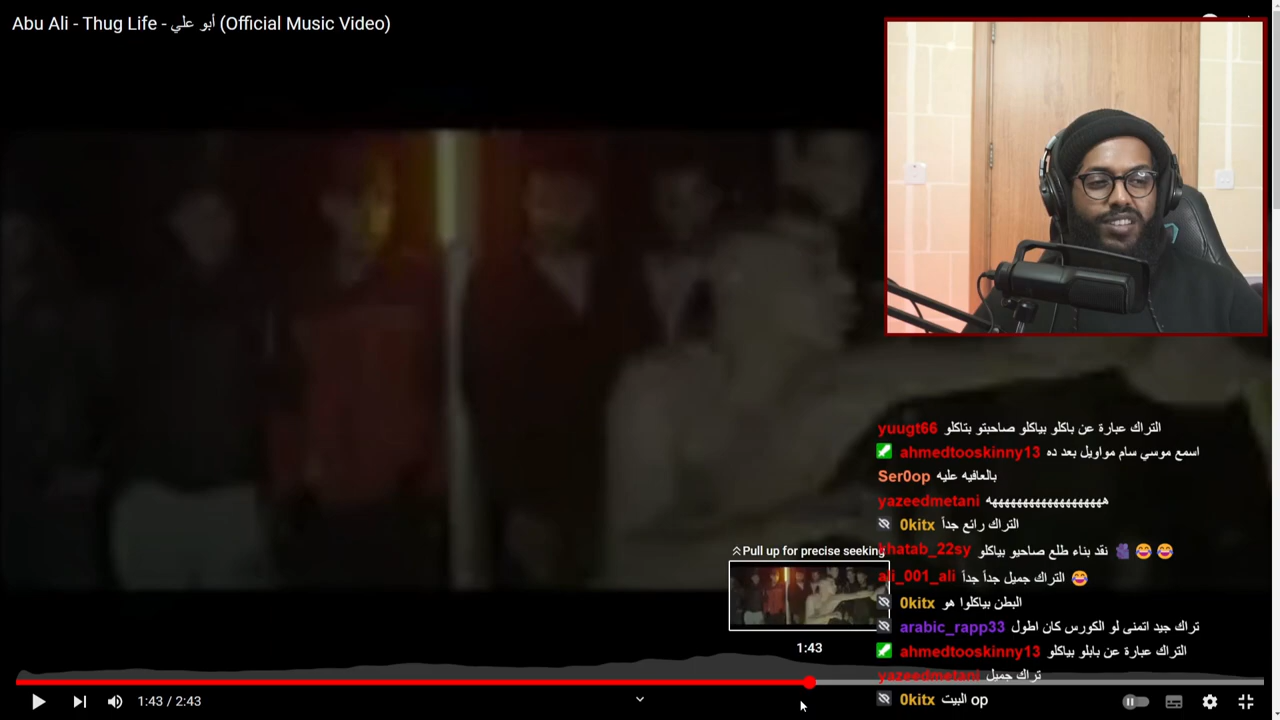 Abu Ali - Thug Life - أبو علي (Official Music Video)
yuugt66 التراك عبارة عن باكلو بياكلو صاحبتو بتاكلو
ahmedtooskinny13 اسمع موسي سام مواويل بعد ده
Ser0op بالعافيه عليه
yazeedmetani هههههههههههههههههه
0kitx التراك رائع جداً
khatab_22sy نقد بناء طلع صاحبو بياكلو 😂 😂
ali_001_ali التراك جميل جداً جداً 😂
0kitx البطن بياكلوا هو
arabic_rapp33 تراك جيد اتمنى لو الكورس كان اطول
ahmedtooskinny13 التراك عبارة عن بابلو بياكلو
yazeedmetani تراك جميل
0kitx البيت op
Pull up for precise seeking
1:43
1:43 / 2:43